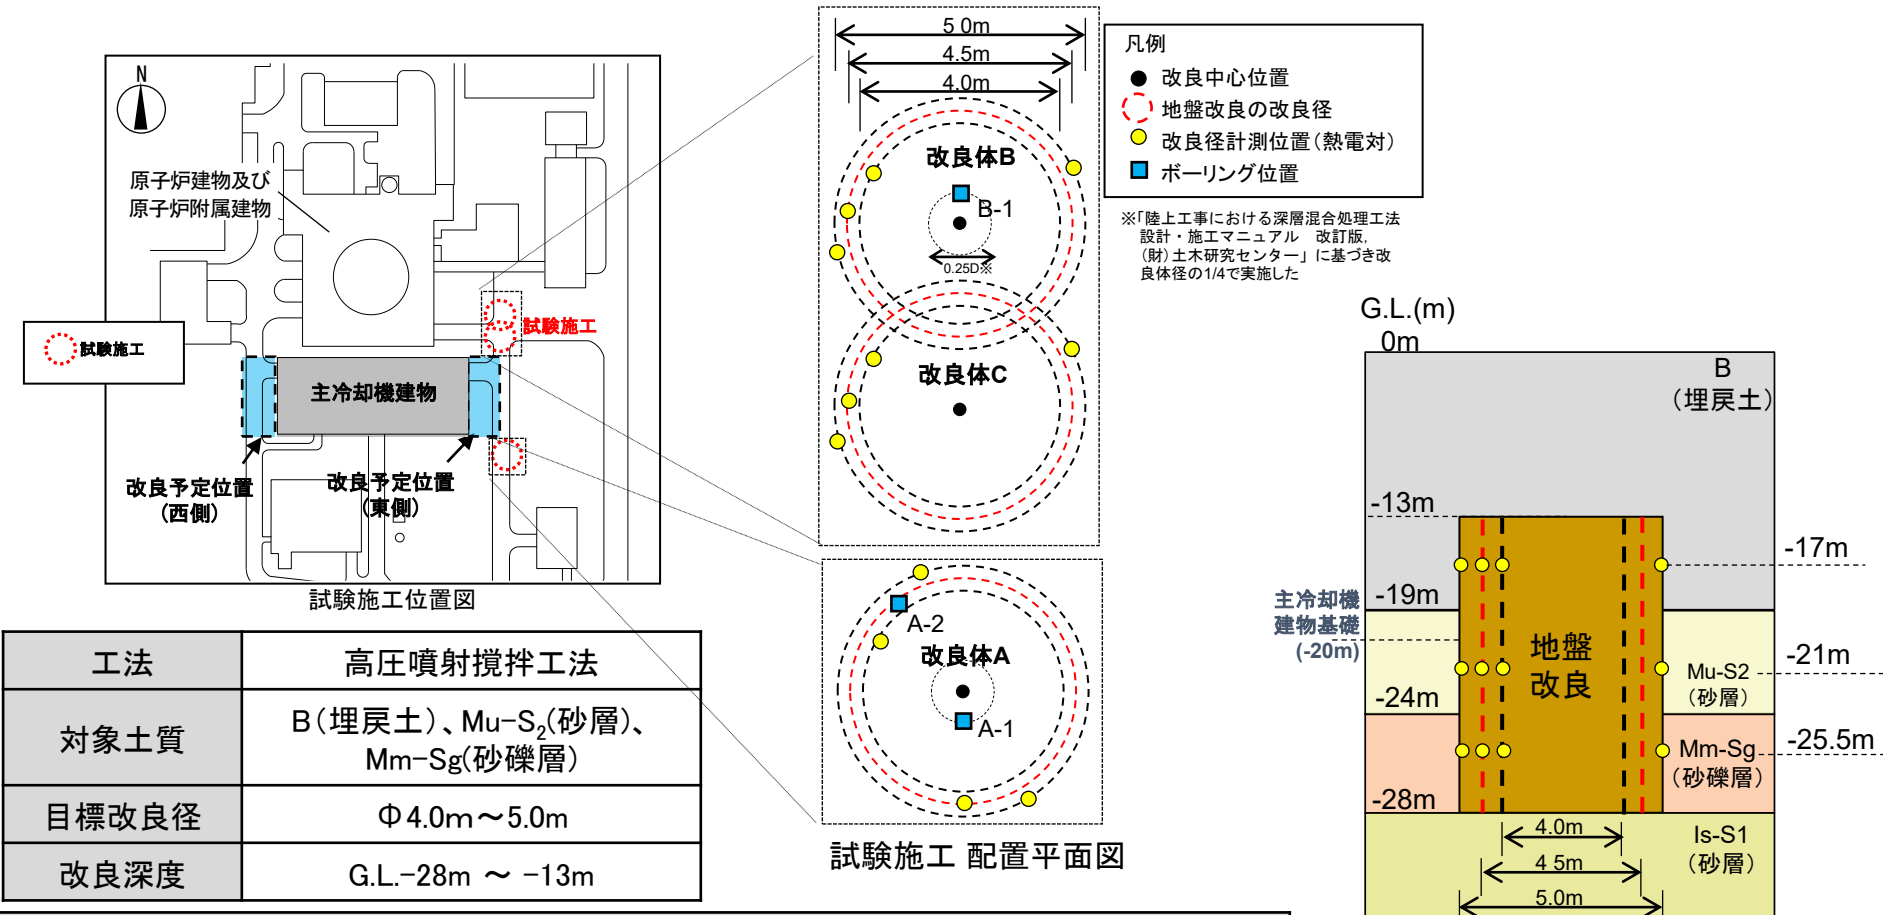 N
原子炉建物及び
原子炉附属建物
試験施工
試験施工
主冷却機建物
改良予定位置
(西側)
改良予定位置
(東側)
試験施工位置図
工法
高圧噴射撹拌工法
対象土質
B(埋戻土)、Mu-S2(砂層)、
Mm-Sg(砂礫層)
目標改良径
Φ4.0m~5.0m
改良深度
G.L.-28m ~ -13m
5 0m
4.5m
4.0m
改良体B
B-1
0.25D※
改良体C
A-2
改良体A
A-1
試験施工 配置平面図
凡例
改良中心位置
地盤改良の改良径
改良径計測位置(熱電対)
ボーリング位置
※「陸上工事における深層混合処理工法
設計・施工マニュアル 改訂版,
(財)土木研究センター」に基づき改
良体径の1/4で実施した
G.L.(m)
0m
B
(埋戻土)
-13m
-17m
-19m
主冷却機
建物基礎
(-20m)
地盤
改良
-21m
Mu-S2
(砂層)
-24m
-25.5m
Mm-Sg
(砂礫層)
-28m
4.0m
Is-S1
(砂層)
4 5m
5.0m